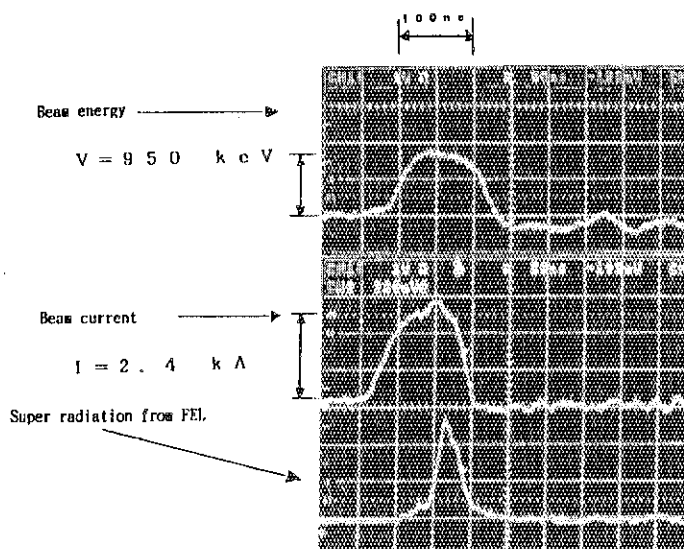 100ns
Beam energy
V = 950 keV
Beam current
I = 2.4 kA
Super radiation from FEL